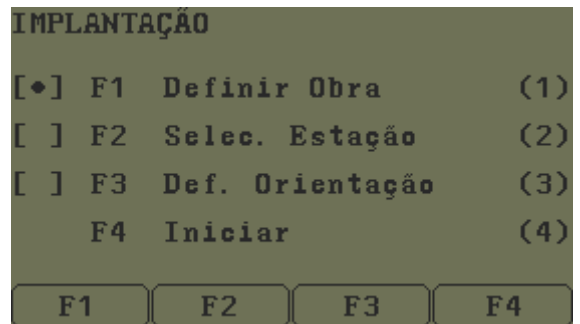 IMPLANTAÇÃO
[•] F1 Definir Obra (1)
[ ] F2 Selec. Estação (2)
[ ] F3 Def. Orientação (3)
F4 Iniciar (4)
F1 F2 F3 F4